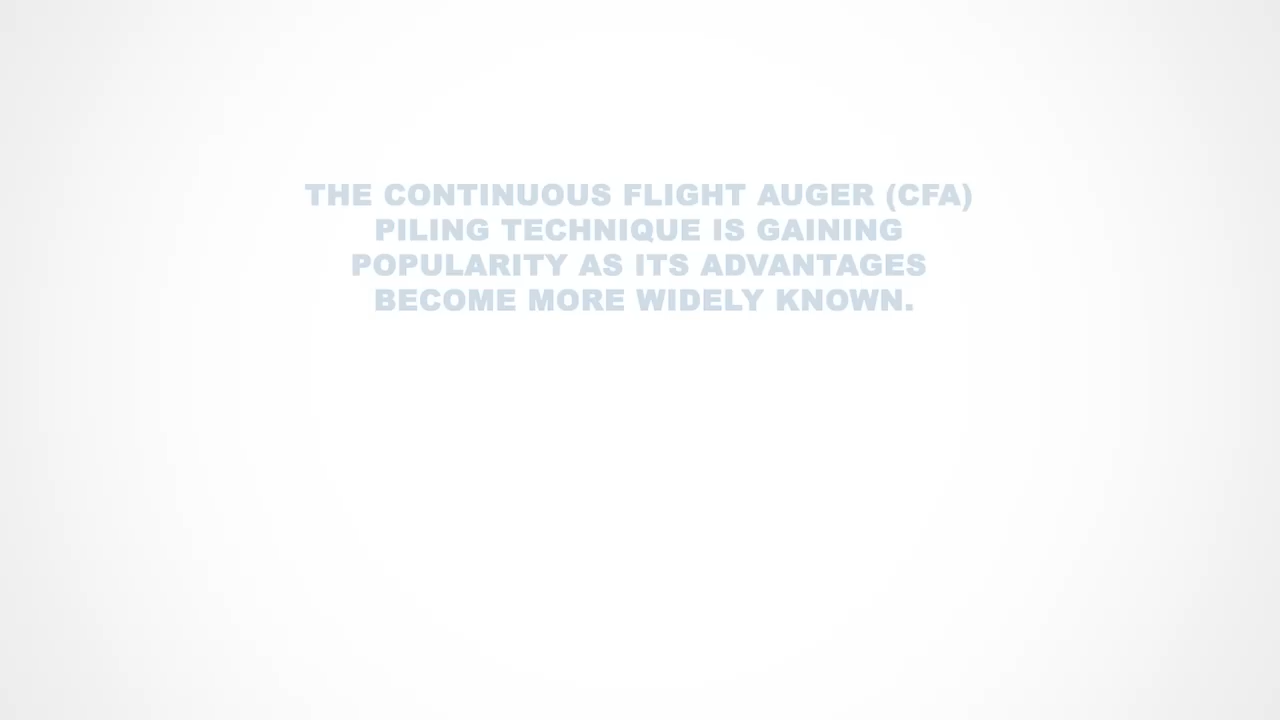 THE CONTINUOUS FLIGHT AUGER (CFA)
PILING TECHNIQUE IS GAINING
POPULARITY AS ITS ADVANTAGES
BECOME MORE WIDELY KNOWN.